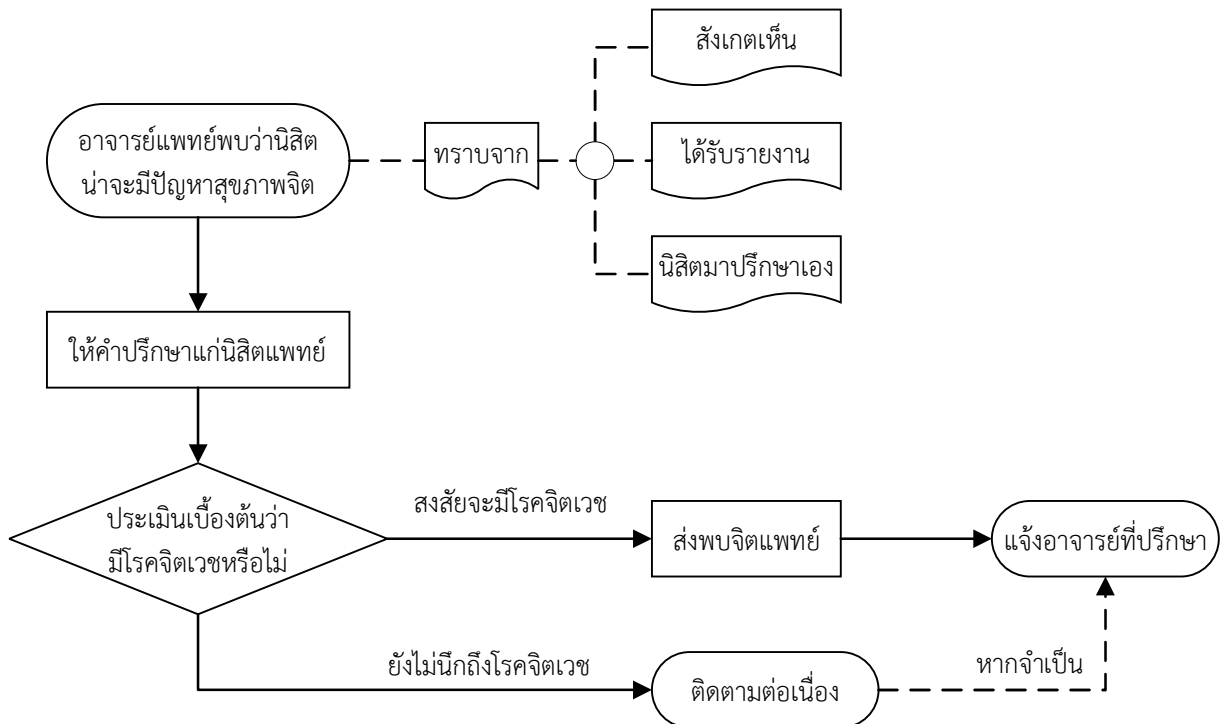 สังเกตเห็น
อาจารย์แพทย์พบว่านิสิต
น่าจะมีปัญหาสุขภาพจิต
ทราบจาก
ได้รับรายงาน
นิสิตมาปรึกษาเอง
ให้คำปรึกษาแก่นิสิตแพทย์
ประเมินเบื้องต้นว่า
มีโรคจิตเวชหรือไม่
สงสัยจะมีโรคจิตเวช
ส่งพบจิตแพทย์
แจ้งอาจารย์ที่ปรึกษา
ยังไม่นึกถึงโรคจิตเวช
ติดตามต่อเนื่อง
หากจำเป็น